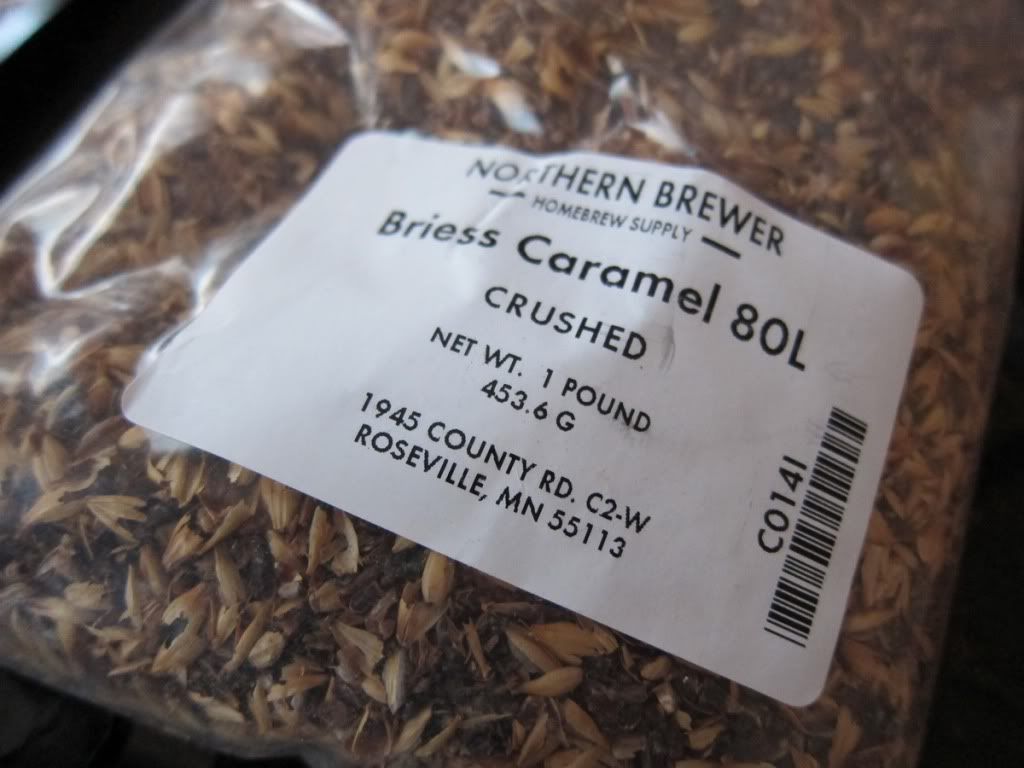 NORTHERN BREWER
HOMEBREW SUPPLY
Briess Caramel 80L
CRUSHED
NET WT. 1 POUND
453.6 G
1945 COUNTY RD. C2-W
ROSEVILLE, MN 55113
C0141